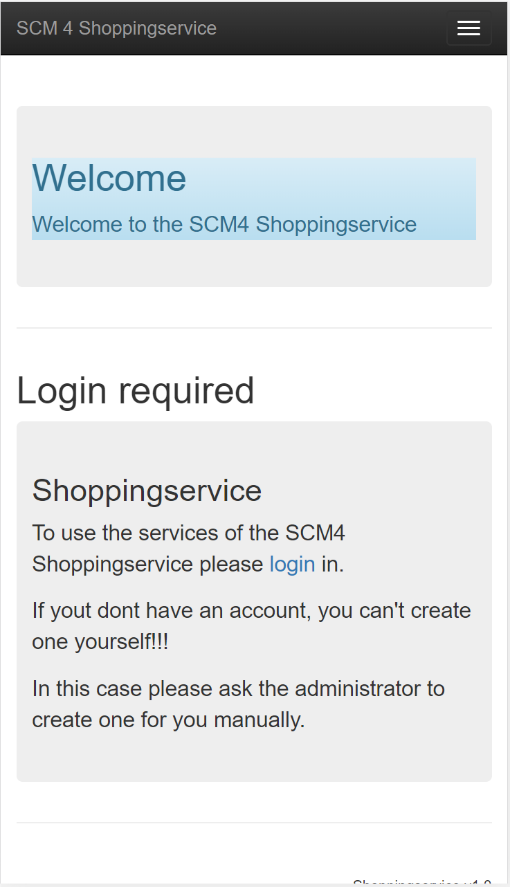 SCM 4 Shoppingservice
Welcome
Welcome to the SCM4 Shoppingservice
Login required
Shoppingservice
To use the services of the SCM4
Shoppingservice please login in.
If yout dont have an account, you can't create
one yourself!!!
In this case please ask the administrator to
create one for you manually.
Shoppingservice v1.0